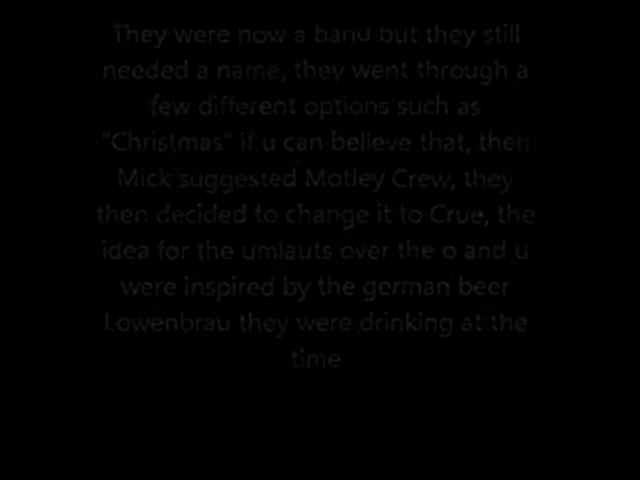 They were now a band but they still
needed a name, they went through a
few different options such as
"Christmas" if u can believe that, then
Mick suggested Motley Crew, they
then decided to change it to Crue, the
idea for the umlauts over the o and u
were inspired by the german beer
Lowenbrau they were drinking at the
time